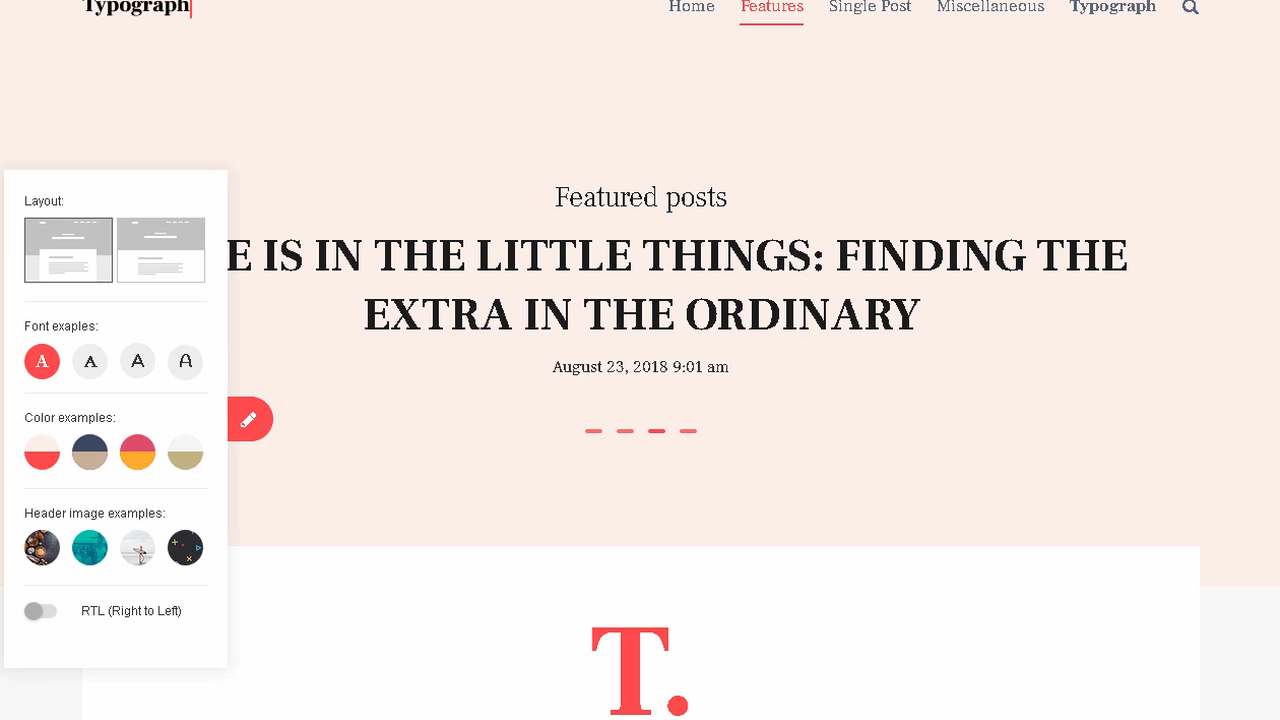 Typograph
Home Features Single Post Miscellaneous Typograph
Featured posts
E IS IN THE LITTLE THINGS: FINDING THE
EXTRA IN THE ORDINARY
August 23, 2018 9:01 am
Layout:
Font exaples:
A A A A
Color examples:
Header image examples:
RTL (Right to Left)
T.